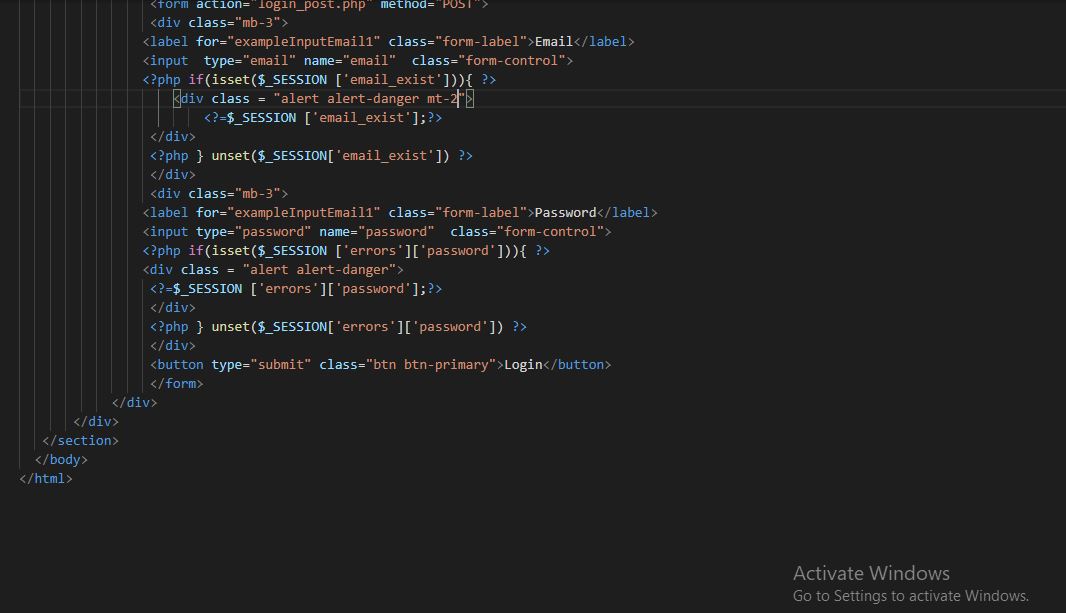 <form action="login_post.php" method="POST">
<div class="mb-3">
<label for="exampleInputEmail1" class="form-label">Email</label>
<input  type="email" name="email"  class="form-control">
<?php if(isset($_SESSION ['email_exist'])){ ?>
<div class = "alert alert-danger mt-2">
<?=$_SESSION ['email_exist'];?>
</div>
<?php } unset($_SESSION['email_exist']) ?>
</div>
<div class="mb-3">
<label for="exampleInputEmail1" class="form-label">Password</label>
<input type="password" name="password"  class="form-control">
<?php if(isset($_SESSION ['errors']['password'])){ ?>
<div class = "alert alert-danger">
<?=$_SESSION ['errors']['password'];?>
</div>
<?php } unset($_SESSION['errors']['password']) ?>
</div>
<button type="submit" class="btn btn-primary">Login</button>
</form>
</div>
</div>
</section>
</body>
</html>
Activate Windows
Go to Settings to activate Windows.